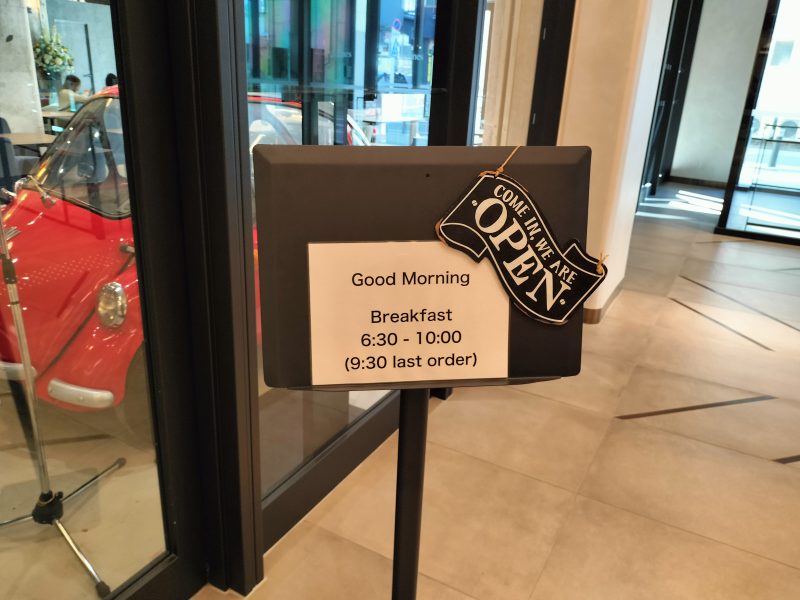 COME IN, WE ARE
OPEN
Good Morning
Breakfast
6:30 - 10:00
(9:30 last order)